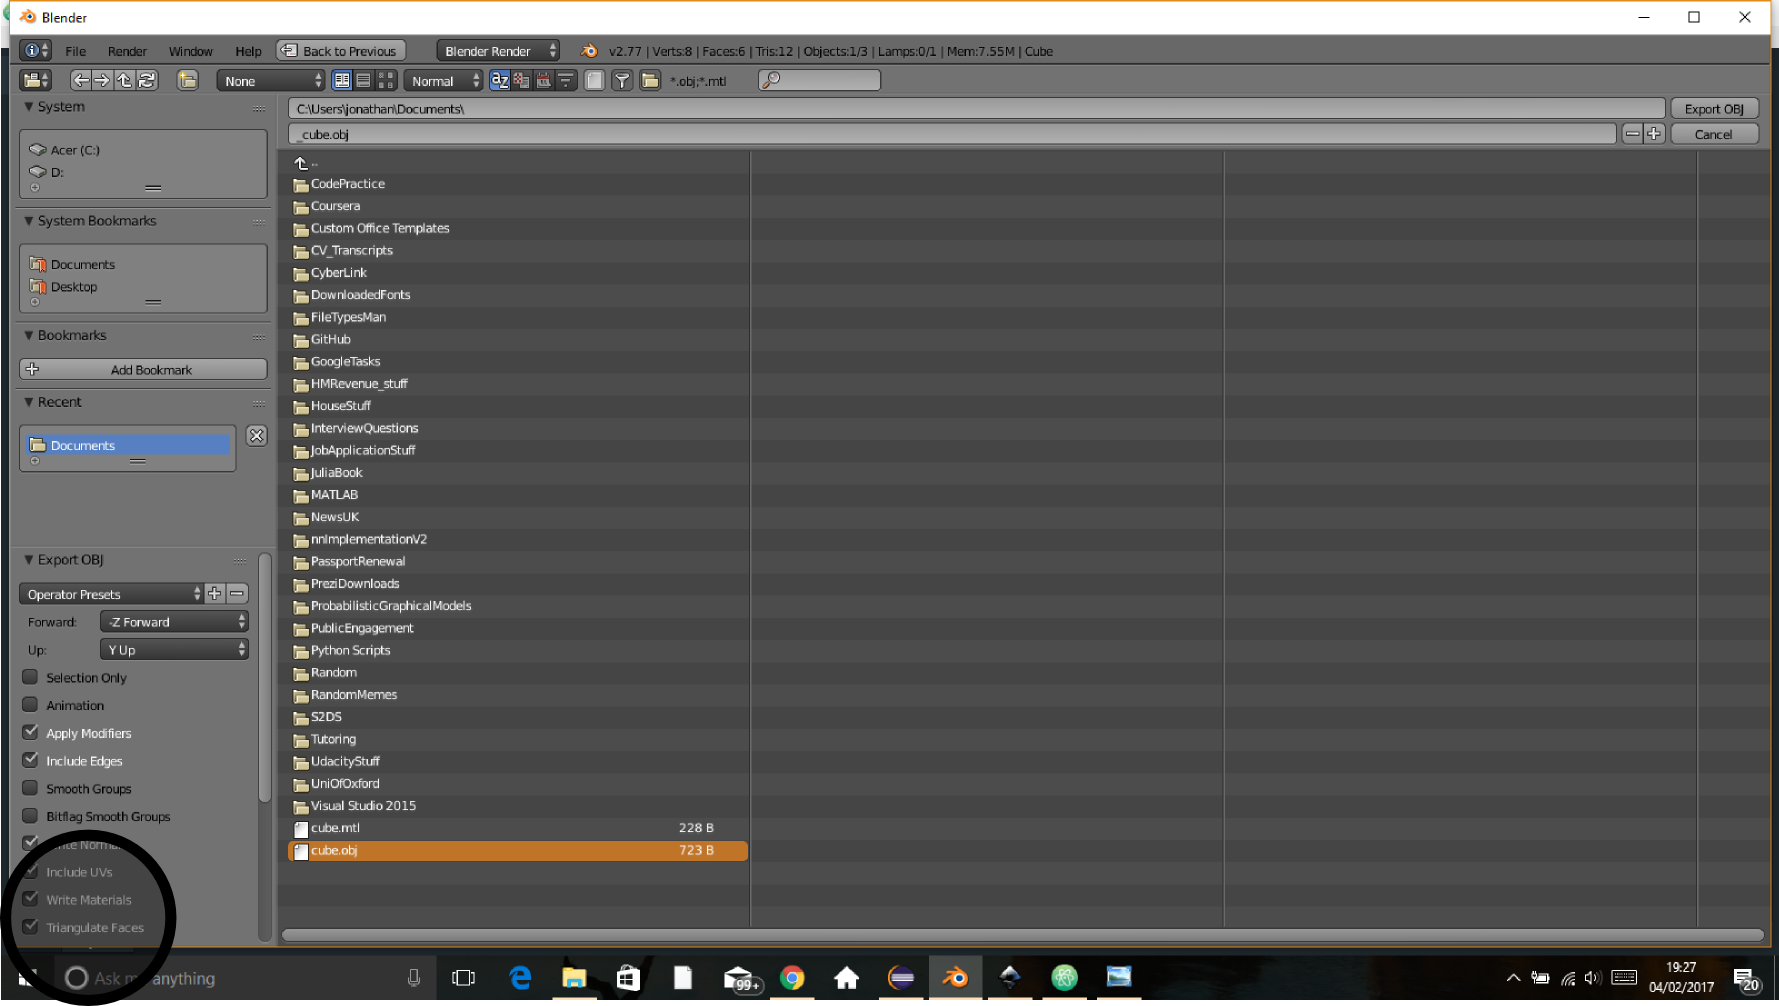 Blender
File Render Window Help Back to Previous Blender Render v2.77 | Verts:8 | Faces:6 | Tris:12 | Objects:1/3 | Lamps:0/1 | Mem:7.55M | Cube
None Normal *.obj;*.mtl
System
Acer (C:)
D:
System Bookmarks
Documents
Desktop
Bookmarks
Add Bookmark
Recent
Documents
Export OBJ
Operator Presets
Forward: -Z Forward
Up: Y Up
Selection Only
Animation
Apply Modifiers
Include Edges
Smooth Groups
Bitflag Smooth Groups
Include UVs
Write Materials
Triangulate Faces
C:\Users\jonathan\Documents\ Export OBJ
_cube.obj Cancel
..
CodePractice
Coursera
Custom Office Templates
CV_Transcripts
CyberLink
DownloadedFonts
FileTypesMan
GitHub
GoogleTasks
HMRevenue_stuff
HouseStuff
InterviewQuestions
JobApplicationStuff
JuliaBook
MATLAB
NewsUK
nnImplementationV2
PassportRenewal
PreziDownloads
ProbabilisticGraphicalModels
PublicEngagement
Python Scripts
Random
RandomMemes
S2DS
Tutoring
UdacityStuff
UniOfOxford
Visual Studio 2015
cube.mtl 228 B
cube.obj 723 B
Ask anything
99+
19:27
04/02/2017
20